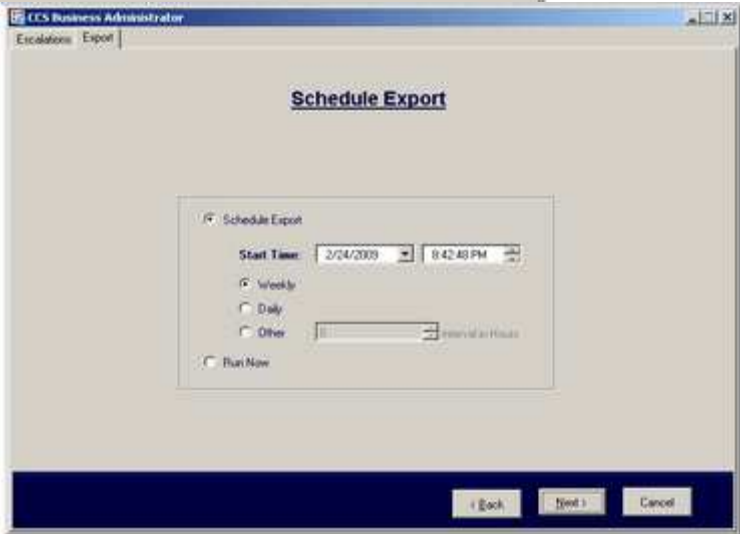 CCS Business Administrator
Escalations Export
Schedule Export
Schedule Export
Start Time: 2/24/2009 8:42:48 PM
Weekly
Daily
Other Interval in Hours
Run Now
< Back Next > Cancel